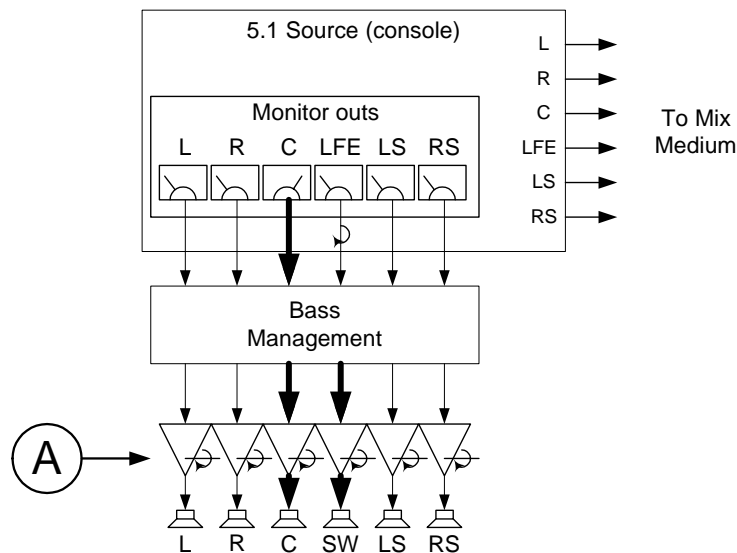 5.1 Source (console)
Monitor outs
L R C LFE LS RS
L
R
C
LFE
LS
RS
To Mix
Medium
Bass
Management
A
L R C SW LS RS